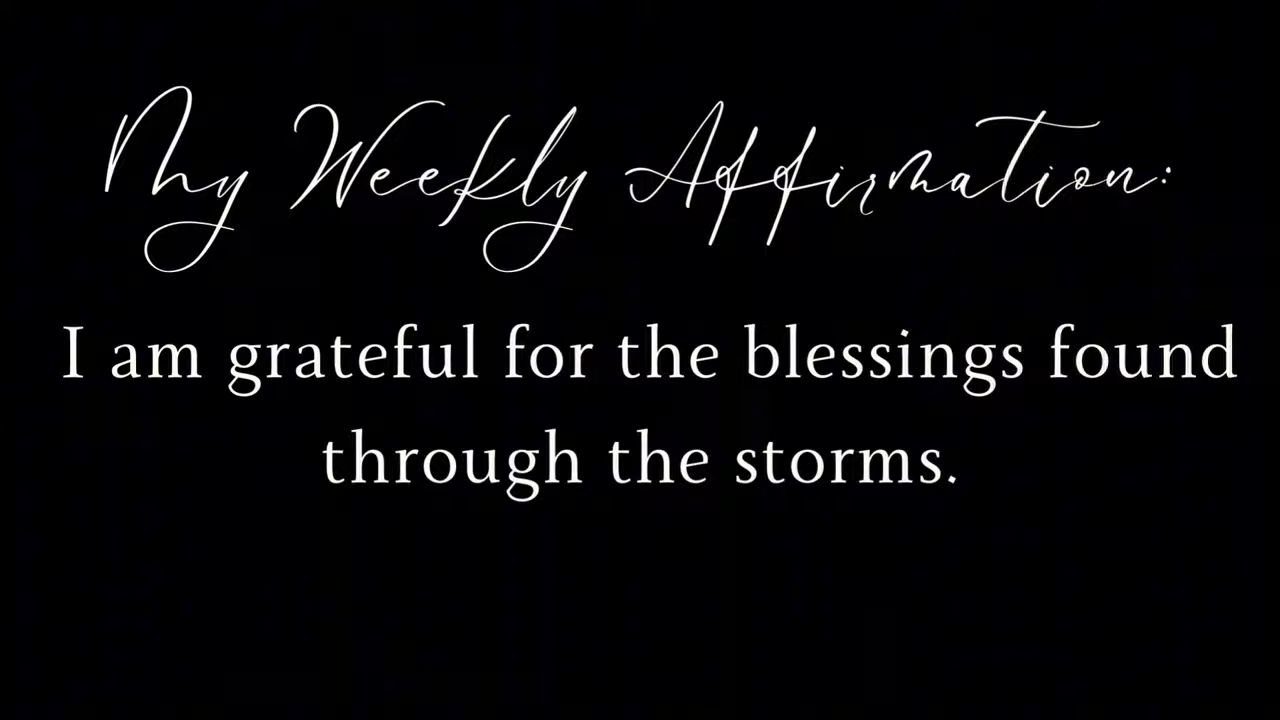 My Weekly Affirmation:
I am grateful for the blessings found
through the storms.